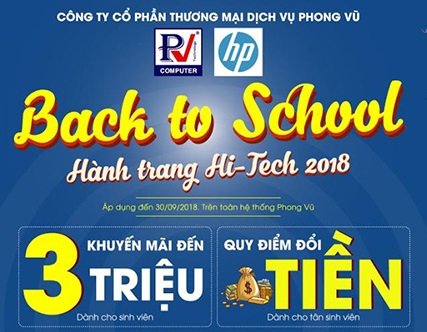 CÔNG TY CỔ PHẦN THƯƠNG MẠI DỊCH VỤ PHONG VŨ
PV
COMPUTER
hp
Back to School
Hành trang Hi-Tech 2018
Áp dụng đến 30/09/2018. Trên toàn hệ thống Phong Vũ
3 KHUYẾN MÃI ĐẾN
TRIỆU
Dành cho sinh viên
QUY ĐIỂM ĐỔI
TIỀN
Dành cho tân sinh viên